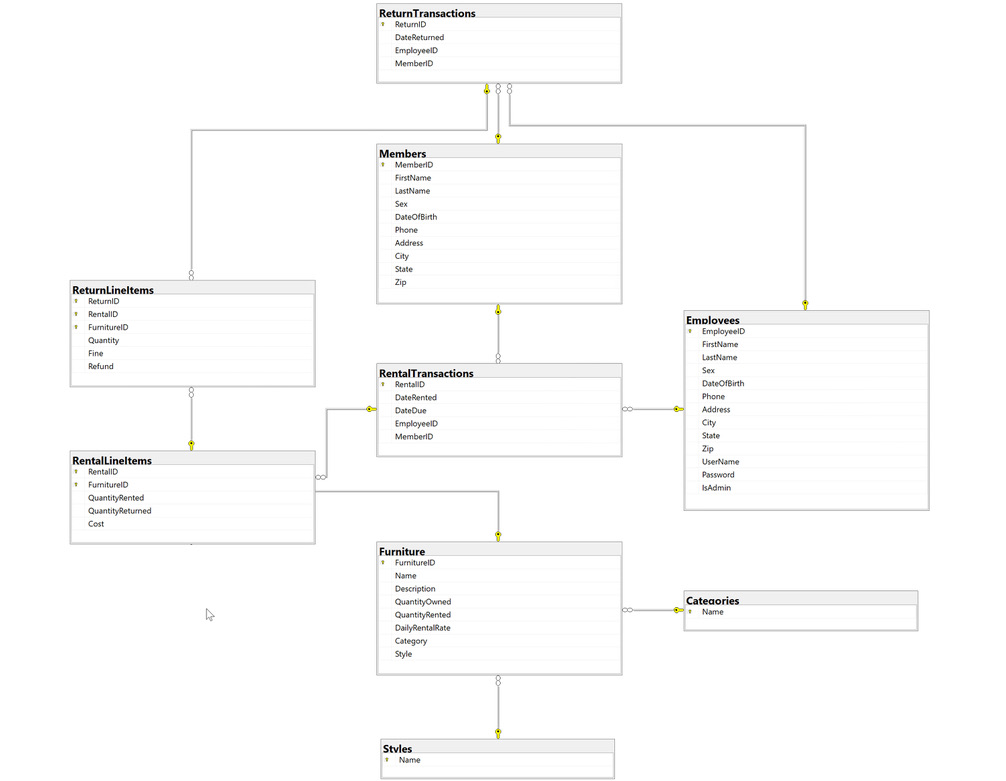 ReturnTransactions
ReturnID
DateReturned
EmployeeID
MemberID
Members
MemberID
FirstName
LastName
Sex
DateOfBirth
Phone
Address
City
State
Zip
ReturnLineItems
ReturnID
RentalID
FurnitureID
Quantity
Fine
Refund
Employees
EmployeeID
FirstName
LastName
Sex
DateOfBirth
Phone
Address
City
State
Zip
UserName
Password
IsAdmin
RentalTransactions
RentalID
DateRented
DateDue
EmployeeID
MemberID
RentalLineItems
RentalID
FurnitureID
QuantityRented
QuantityReturned
Cost
Furniture
FurnitureID
Name
Description
QuantityOwned
QuantityRented
DailyRentalRate
Category
Style
Categories
Name
Styles
Name